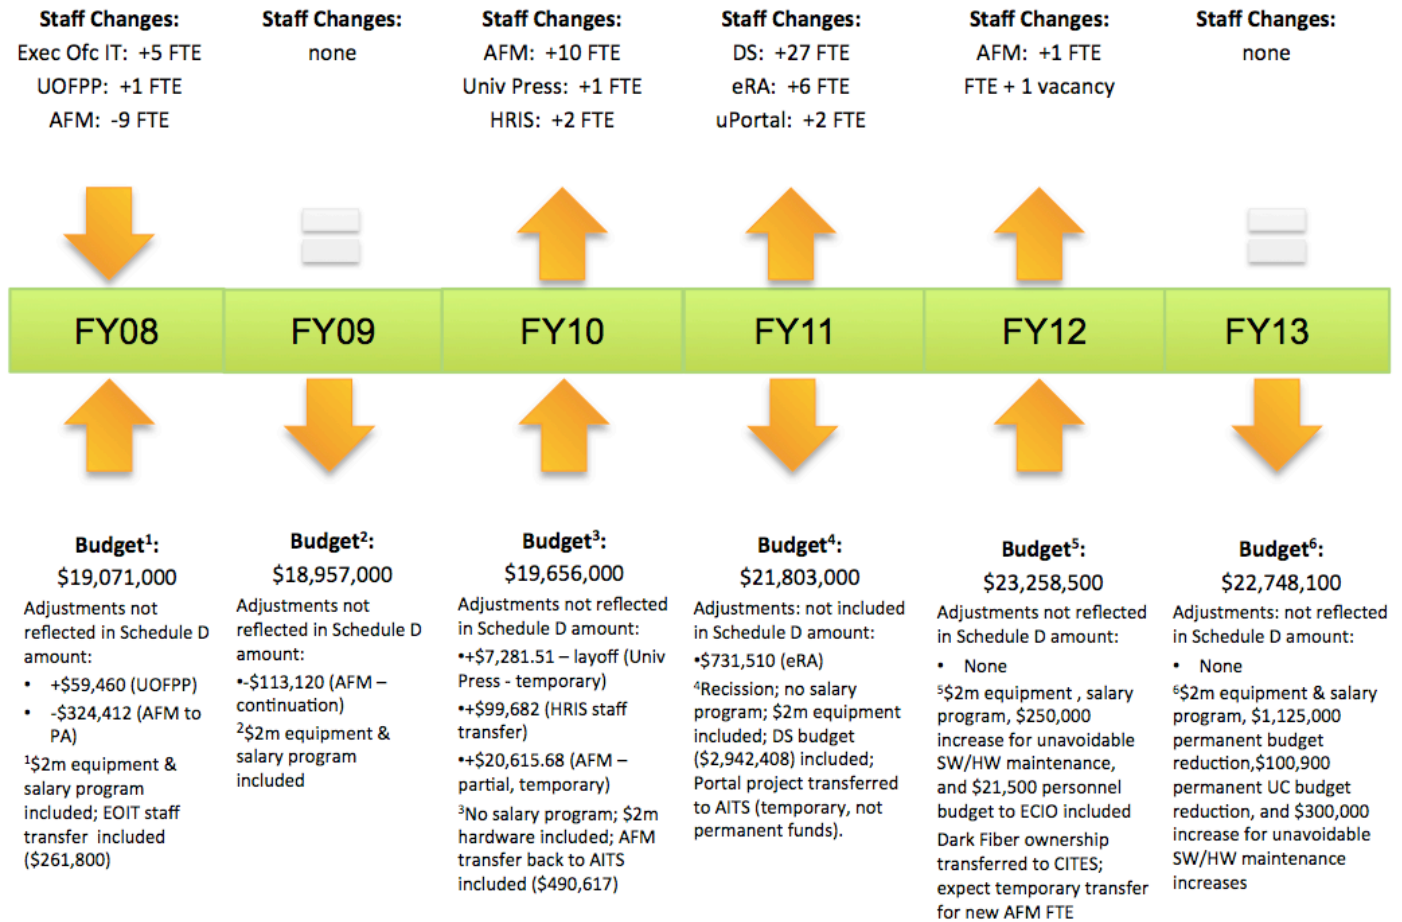 Staff Changes:
Exec Ofc IT: +5 FTE
UOFPP: +1 FTE
AFM: -9 FTE
Staff Changes:
none
Staff Changes:
AFM: +10 FTE
Univ Press: +1 FTE
HRIS: +2 FTE
Staff Changes:
DS: +27 FTE
eRA: +6 FTE
uPortal: +2 FTE
Staff Changes:
AFM: +1 FTE
FTE + 1 vacancy
Staff Changes:
none
FY08
FY09
FY10
FY11
FY12
FY13
Budget¹:
$19,071,000
Adjustments not
reflected in Schedule D
amount:
• +$59,460 (UOFPP)
• -$324,412 (AFM to
PA)
¹$2m equipment &
salary program
included; EOIT staff
transfer included
($261,800)
Budget²:
$18,957,000
Adjustments not
reflected in Schedule D
amount:
•-$113,120 (AFM –
continuation)
²$2m equipment &
salary program
included
Budget³:
$19,656,000
Adjustments not reflected
in Schedule D amount:
•+$7,281.51 – layoff (Univ
Press - temporary)
•+$99,682 (HRIS staff
transfer)
•+$20,615.68 (AFM –
partial, temporary)
³No salary program; $2m
hardware included; AFM
transfer back to AITS
included ($490,617)
Budget⁴:
$21,803,000
Adjustments: not included
in Schedule D amount:
•$731,510 (eRA)
⁴Recission; no salary
program; $2m equipment
included; DS budget
($2,942,408) included;
Portal project transferred
to AITS (temporary, not
permanent funds).
Budget⁵:
$23,258,500
Adjustments not reflected
in Schedule D amount:
• None
⁵$2m equipment , salary
program, $250,000
increase for unavoidable
SW/HW maintenance,
and $21,500 personnel
budget to ECIO included
Dark Fiber ownership
transferred to CITES;
expect temporary transfer
for new AFM FTE
Budget⁶:
$22,748,100
Adjustments: not reflected
in Schedule D amount:
• None
⁶$2m equipment & salary
program, $1,125,000
permanent budget
reduction,$100,900
permanent UC budget
reduction, and $300,000
increase for unavoidable
SW/HW maintenance
increases